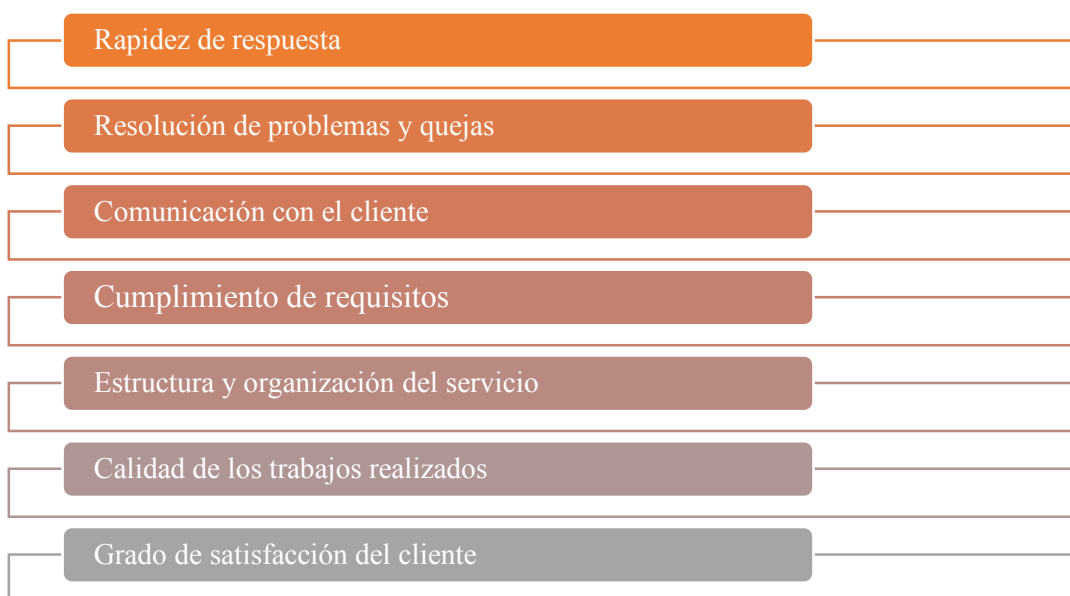 Rapidez de respuesta
Resolución de problemas y quejas
Comunicación con el cliente
Cumplimiento de requisitos
Estructura y organización del servicio
Calidad de los trabajos realizados
Grado de satisfacción del cliente